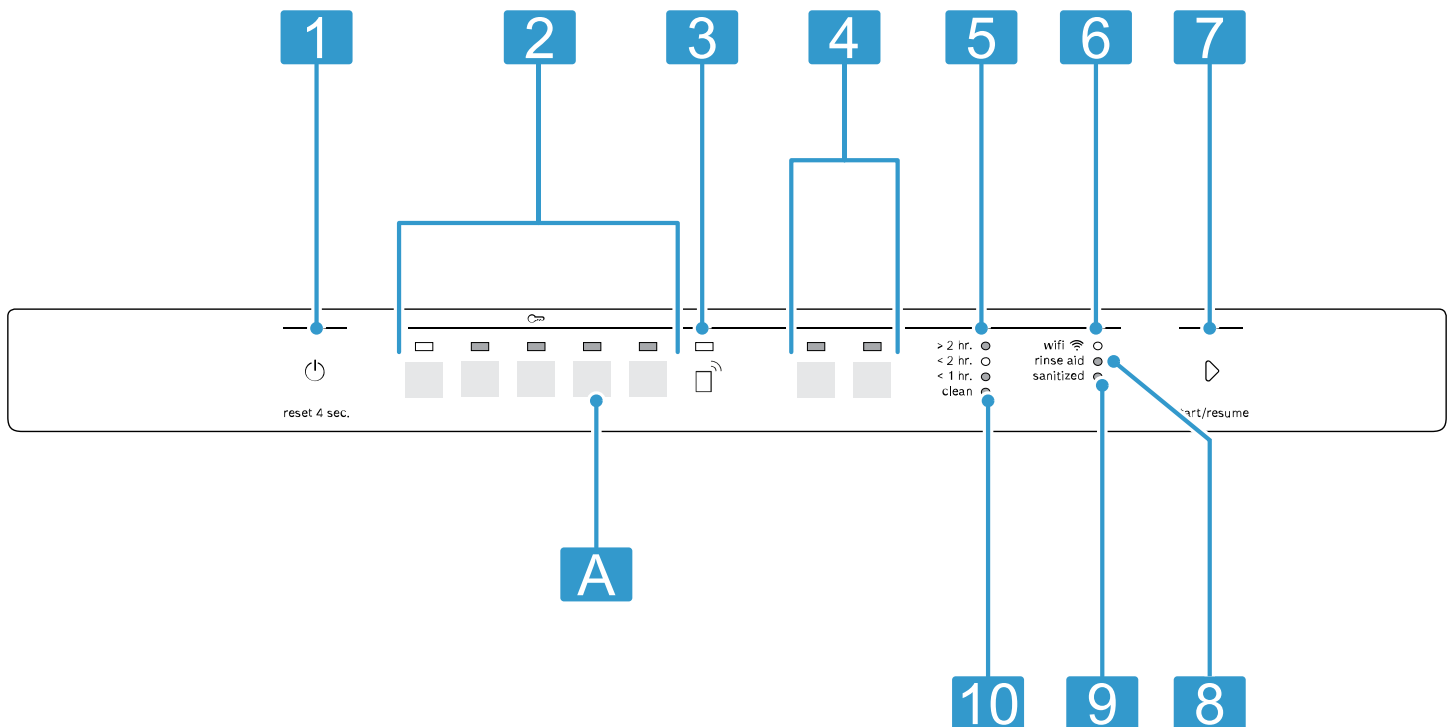 1 2 3 4 5 6 7
> 2 hr.
< 2 hr.
< 1 hr.
clean
wifi
rinse aid
sanitized
reset 4 sec.
art/resume
A
10 9 8